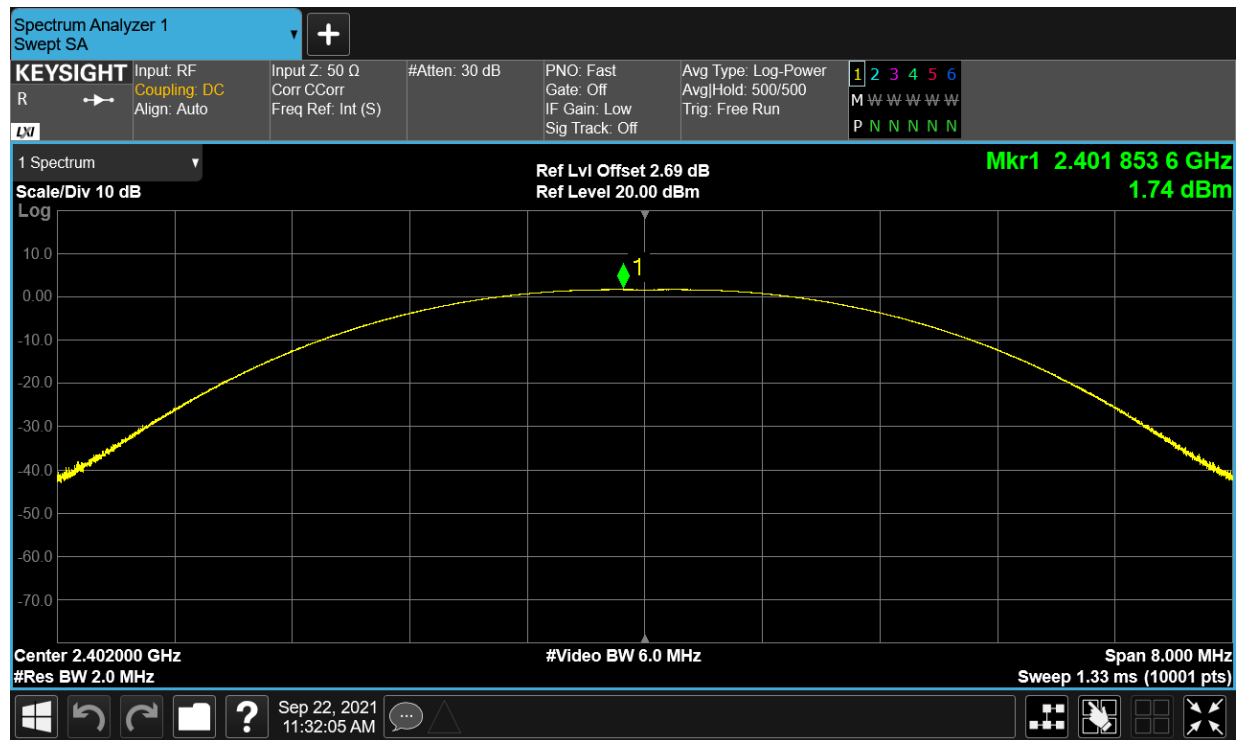 Spectrum Analyzer 1
Swept SA
KEYSIGHT
R
LXI
Input: RF
Coupling: DC
Align: Auto
Input Z: 50 Ω
Corr CCorr
Freq Ref: Int (S)
#Atten: 30 dB
PNO: Fast
Gate: Off
IF Gain: Low
Sig Track: Off
Avg Type: Log-Power
Avg|Hold: 500/500
Trig: Free Run
1 2 3 4 5 6
M W W W W W
P N N N N N
1 Spectrum
Scale/Div 10 dB
Log
Ref Lvl Offset 2.69 dB
Ref Level 20.00 dBm
Mkr1 2.401 853 6 GHz
1.74 dBm
1
10.0
0.00
-10.0
-20.0
-30.0
-40.0
-50.0
-60.0
-70.0
Center 2.402000 GHz
#Res BW 2.0 MHz
#Video BW 6.0 MHz
Span 8.000 MHz
Sweep 1.33 ms (10001 pts)
?
Sep 22, 2021
11:32:05 AM